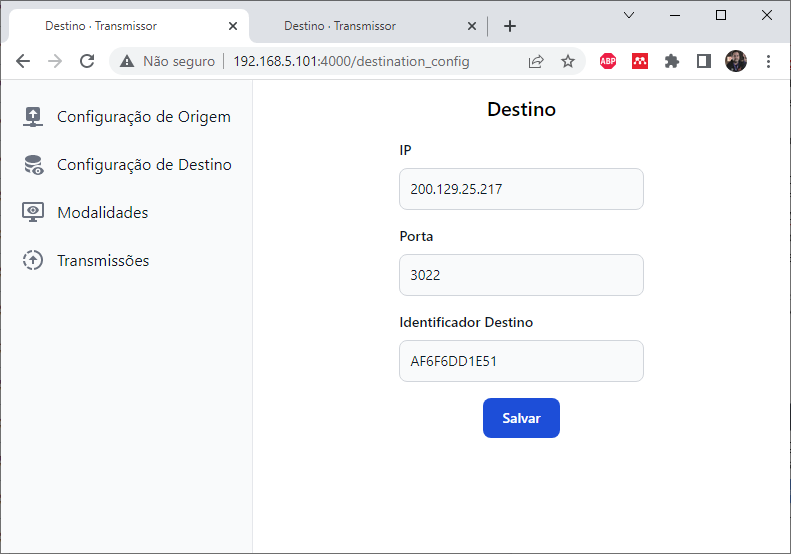 Destino · Transmissor
Destino · Transmissor
Não seguro
192.168.5.101:4000/destination_config
ABP
Configuração de Origem
Configuração de Destino
Modalidades
Transmissões
Destino
IP
200.129.25.217
Porta
3022
Identificador Destino
AF6F6DD1E51
Salvar